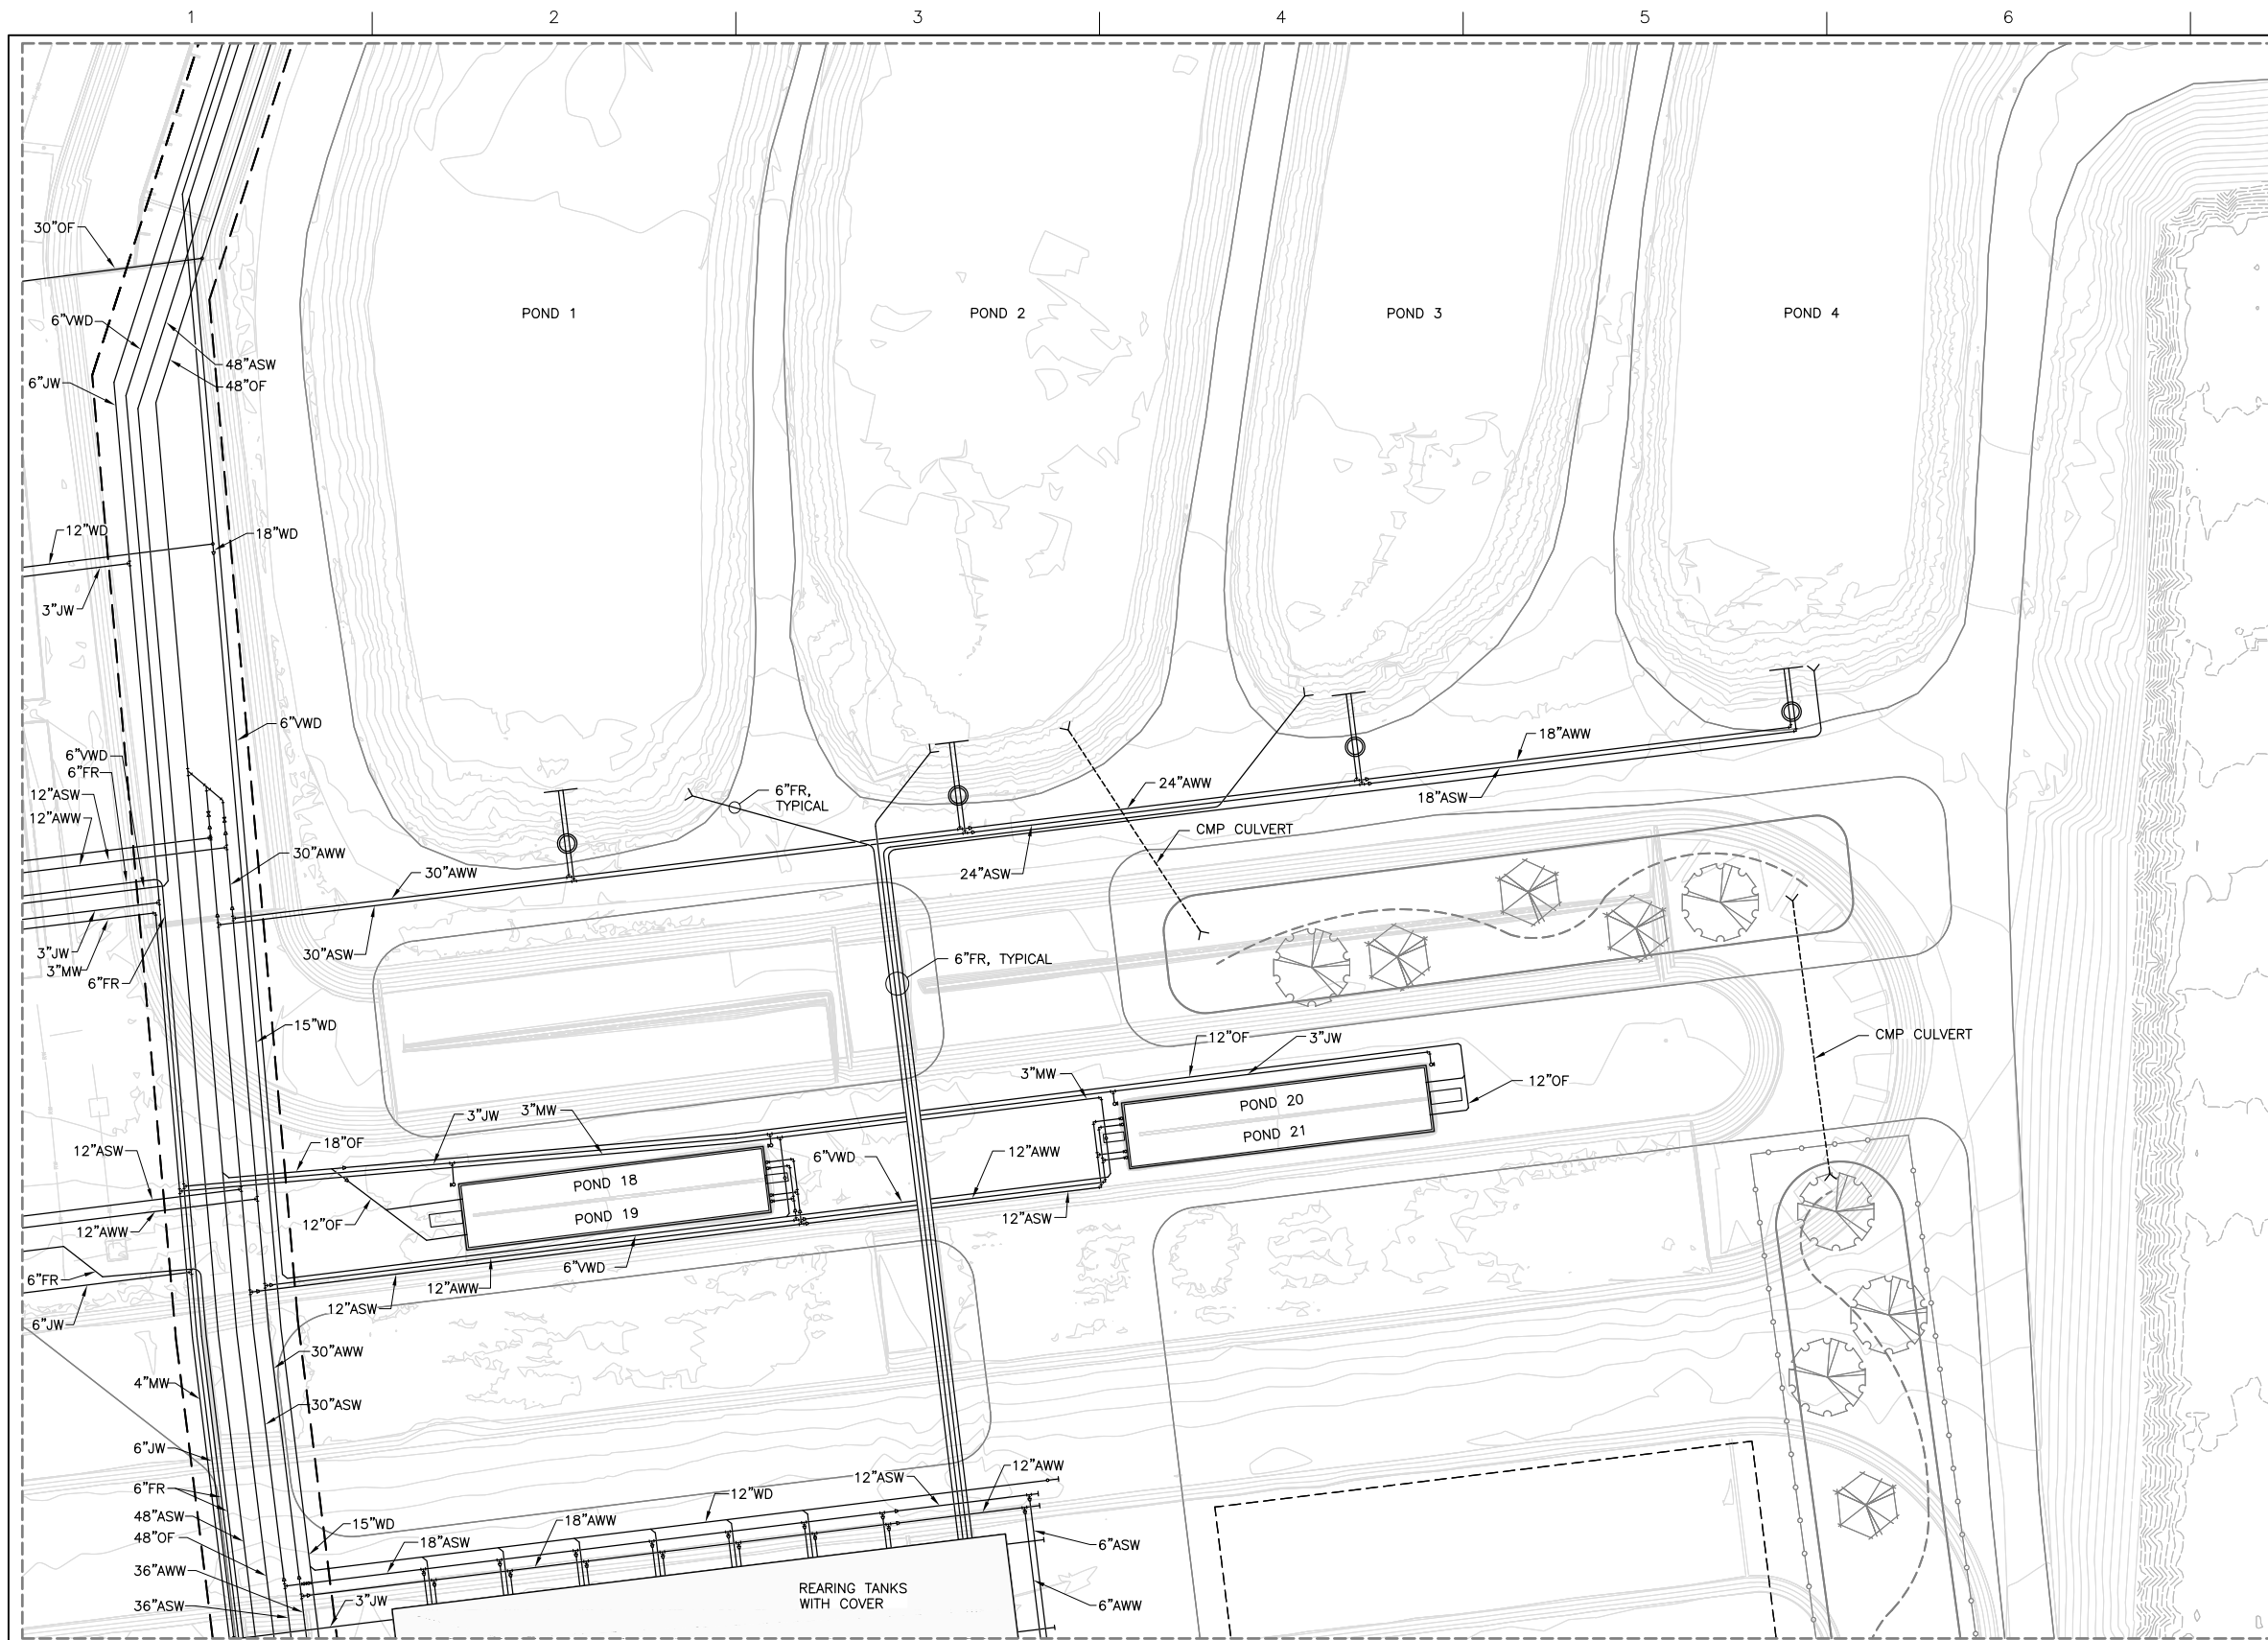 1
2
3
4
5
6
30"OF
6"VWD
48"ASW
48"OF
6"JW
POND 1
POND 2
POND 3
POND 4
12"WD
18"WD
3"JW
6"VWD
6"VWD
6"FR
12"ASW
12"AWW
6"FR,
TYPICAL
24"AWW
18"AWW
18"ASW
CMP CULVERT
30"AWW
30"AWW
24"ASW
3"JW
3"MW
6"FR
30"ASW
6"FR, TYPICAL
15"WD
12"OF
3"JW
CMP CULVERT
3"MW
12"OF
3"JW
3"MW
POND 20
POND 21
12"ASW
18"OF
6"VWD
12"AWW
POND 18
POND 19
12"AWW
12"OF
12"ASW
6"FR
6"VWD
12"AWW
12"ASW
6"JW
30"AWW
4"MW
30"ASW
6"JW
12"ASW
12"AWW
6"FR
12"WD
48"ASW
15"WD
18"AWW
48"OF
18"ASW
6"ASW
36"AWW
REARING TANKS
WITH COVER
3"JW
36"ASW
6"AWW